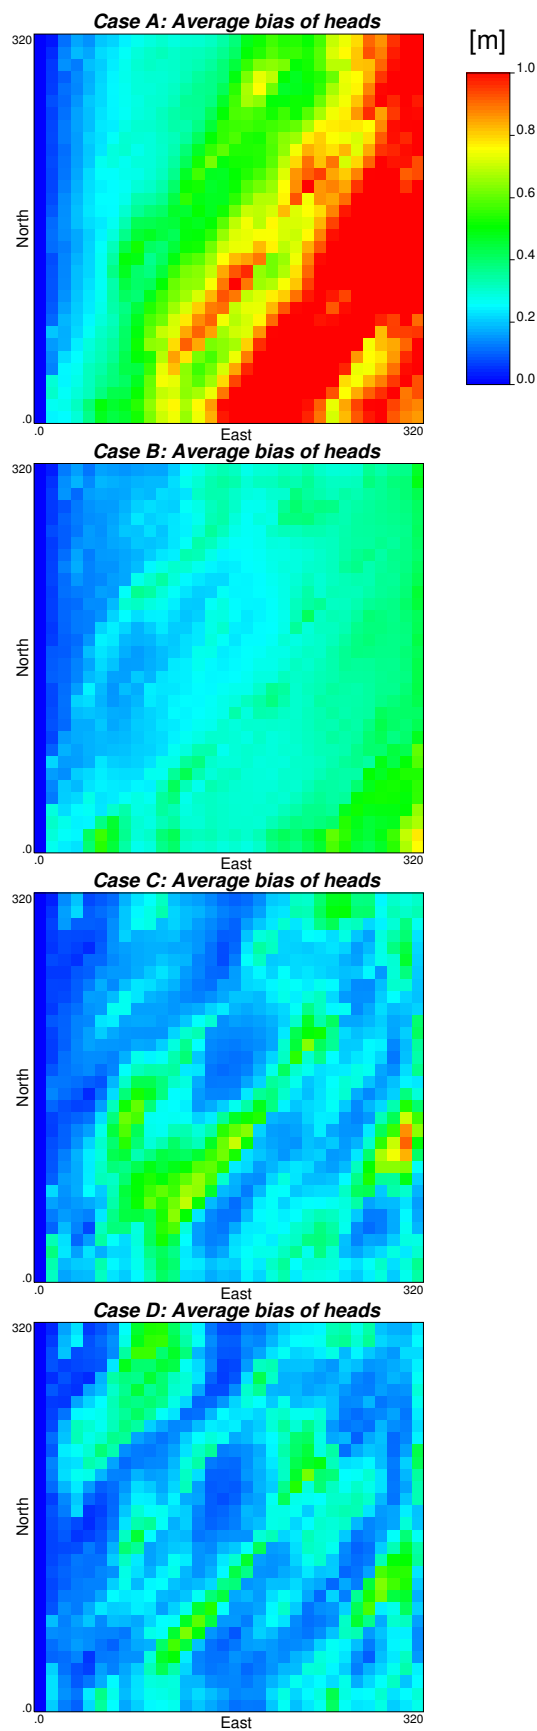 Case A: Average bias of heads
320
North
.0
.0
East
320
[m]
1.0
0.8
0.6
0.4
0.2
0.0
Case B: Average bias of heads
320
North
.0
.0
East
320
Case C: Average bias of heads
320
North
.0
.0
East
320
Case D: Average bias of heads
320
North
.0
.0
East
320